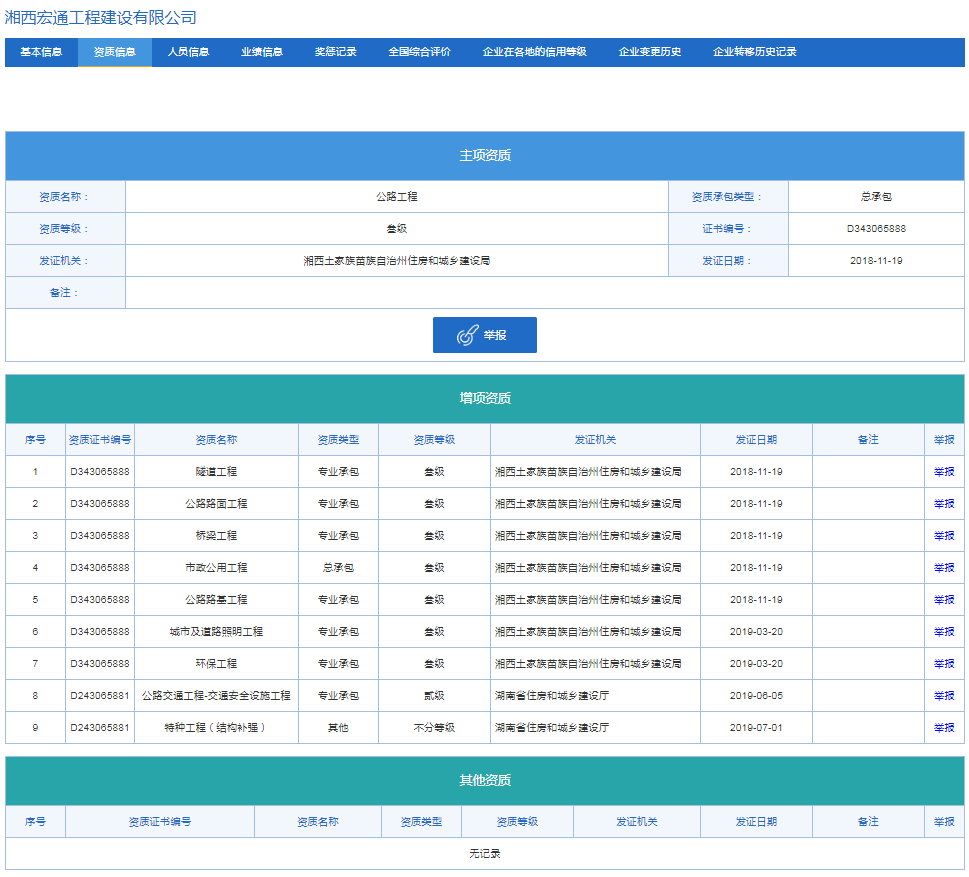 湘西宏通工程建设有限公司
基本信息 资质信息 人员信息 业绩信息 奖惩记录 全国综合评价 企业在各地的信用等级 企业变更历史 企业转移历史记录
主项资质
资质名称： 公路工程 资质承包类型： 总承包
资质等级： 叁级 证书编号： D343065888
发证机关： 湘西土家族苗族自治州住房和城乡建设局 发证日期： 2018-11-19
备注：
举报
增项资质
序号 资质证书编号 资质名称 资质类型 资质等级 发证机关 发证日期 备注 举报
1 D343065888 隧道工程 专业承包 叁级 湘西土家族苗族自治州住房和城乡建设局 2018-11-19 举报
2 D343065888 公路路面工程 专业承包 叁级 湘西土家族苗族自治州住房和城乡建设局 2018-11-19 举报
3 D343065888 桥梁工程 专业承包 叁级 湘西土家族苗族自治州住房和城乡建设局 2018-11-19 举报
4 D343065888 市政公用工程 总承包 叁级 湘西土家族苗族自治州住房和城乡建设局 2018-11-19 举报
5 D343065888 公路路基工程 专业承包 叁级 湘西土家族苗族自治州住房和城乡建设局 2018-11-19 举报
6 D343065888 城市及道路照明工程 专业承包 叁级 湘西土家族苗族自治州住房和城乡建设局 2019-03-20 举报
7 D343065888 环保工程 专业承包 叁级 湘西土家族苗族自治州住房和城乡建设局 2019-03-20 举报
8 D243065881 公路交通工程-交通安全设施工程 专业承包 贰级 湖南省住房和城乡建设厅 2019-06-05 举报
9 D243065881 特种工程（结构补强） 其他 不分等级 湖南省住房和城乡建设厅 2019-07-01 举报
其他资质
序号 资质证书编号 资质名称 资质类型 资质等级 发证机关 发证日期 备注 举报
无记录